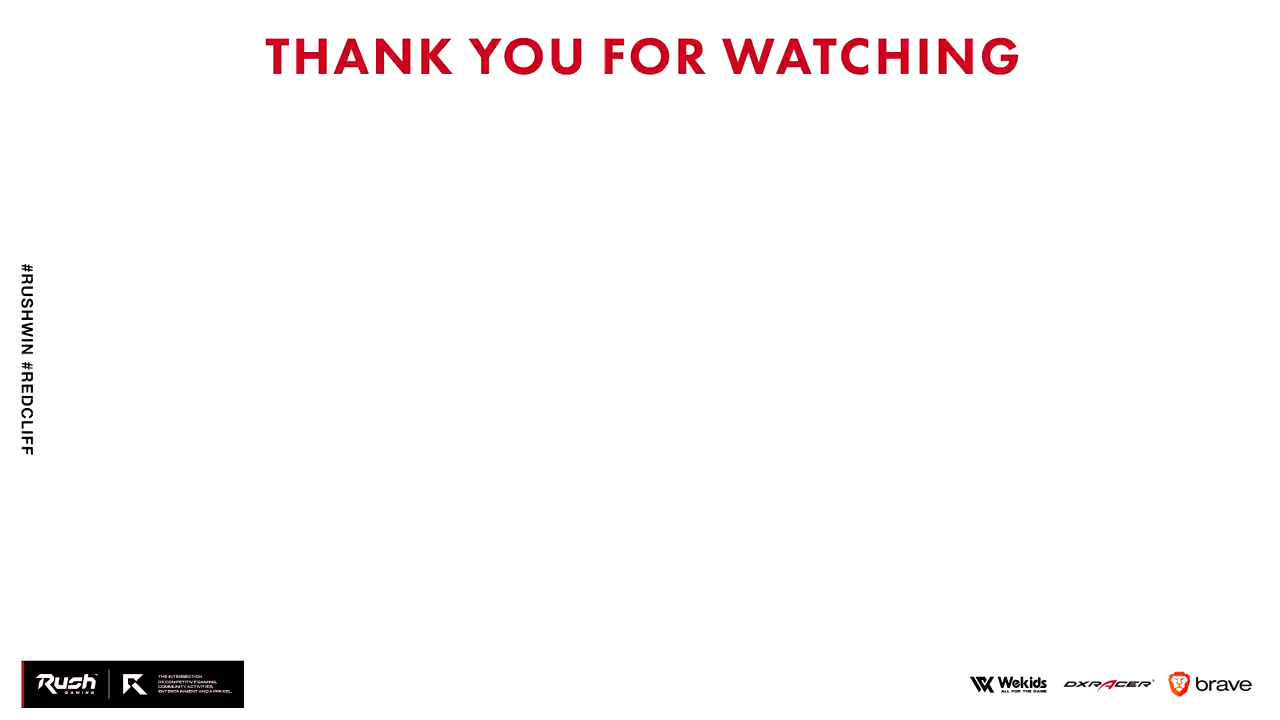 THANK YOU FOR WATCHING
#RUSHWIN #REDCLIFF
Rush
GAMING
THE INTERSECTION
OF COMPETITIVE GAMING,
COMMUNITY ACTIVITIES,
ENTERTAINMENT AND APPAREL
Wekids
ALL FOR THE GAME
DXRACER
brave